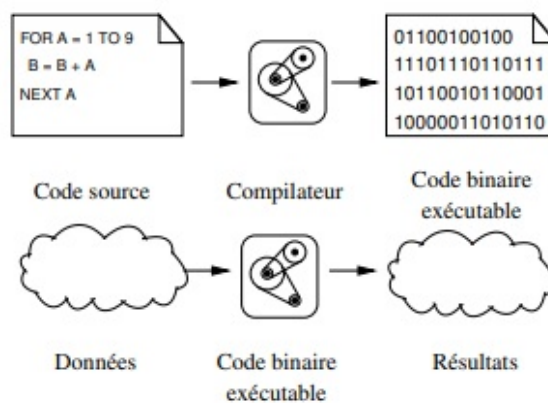 FOR A = 1 TO 9
B = B + A
NEXT A
01100100100
11101110110111
10110010110001
10000011010110
Code source
Compilateur
Code binaire
exécutable
Données
Code binaire
exécutable
Résultats